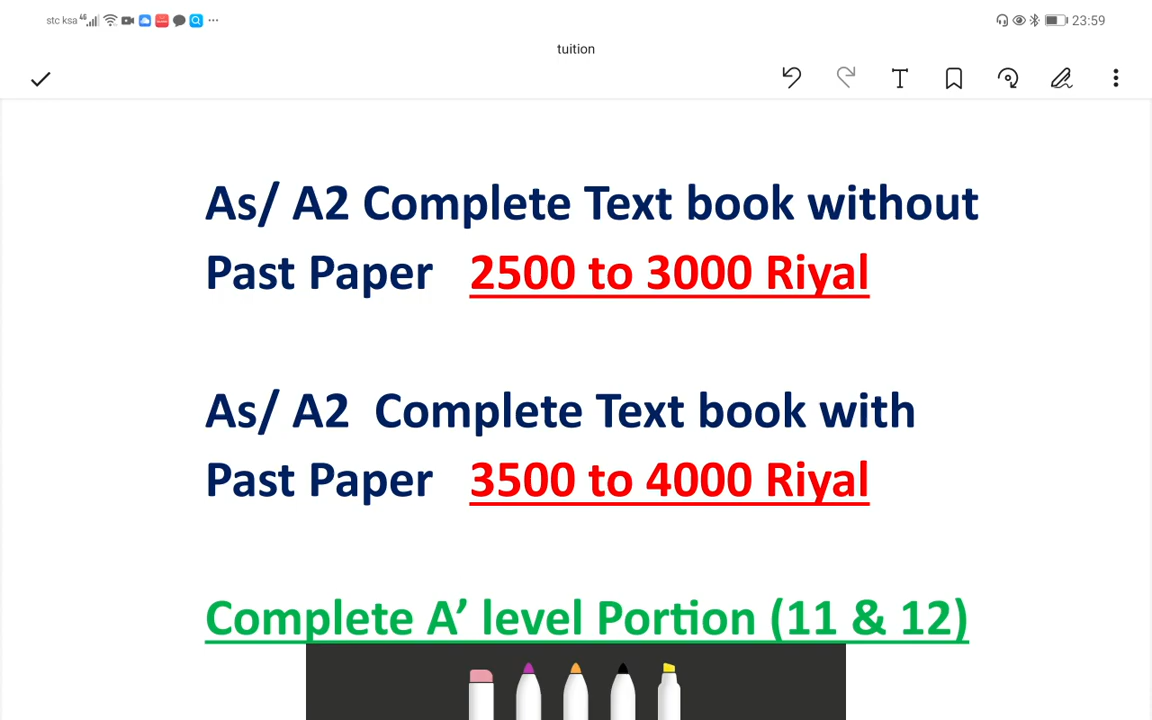 stc ksa 4G 23:59
tuition
As/ A2 Complete Text book without
Past Paper 2500 to 3000 Riyal
As/ A2 Complete Text book with
Past Paper 3500 to 4000 Riyal
Complete A’ level Portion (11 & 12)